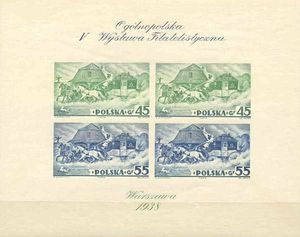 Ogólnopolska
V Wystawa Filatelistyczna
POLSKA GR 45
POLSKA GR 45
POLSKA GR 55
POLSKA GR 55
Warszawa
1938